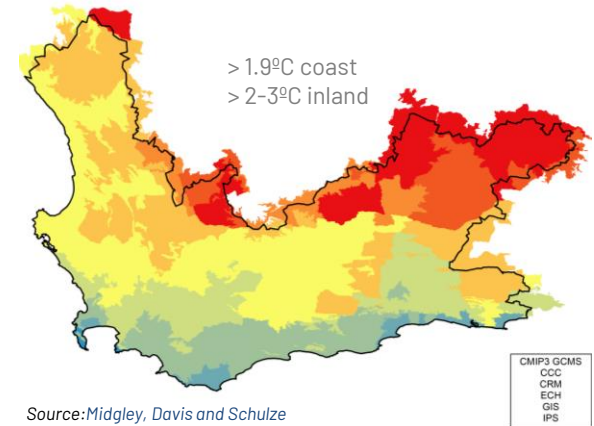 > 1.9ºC coast
> 2-3ºC inland
CMIP3 GCMS
CCC
CRM
ECH
GIS
IPS
Source:Midgley, Davis and Schulze